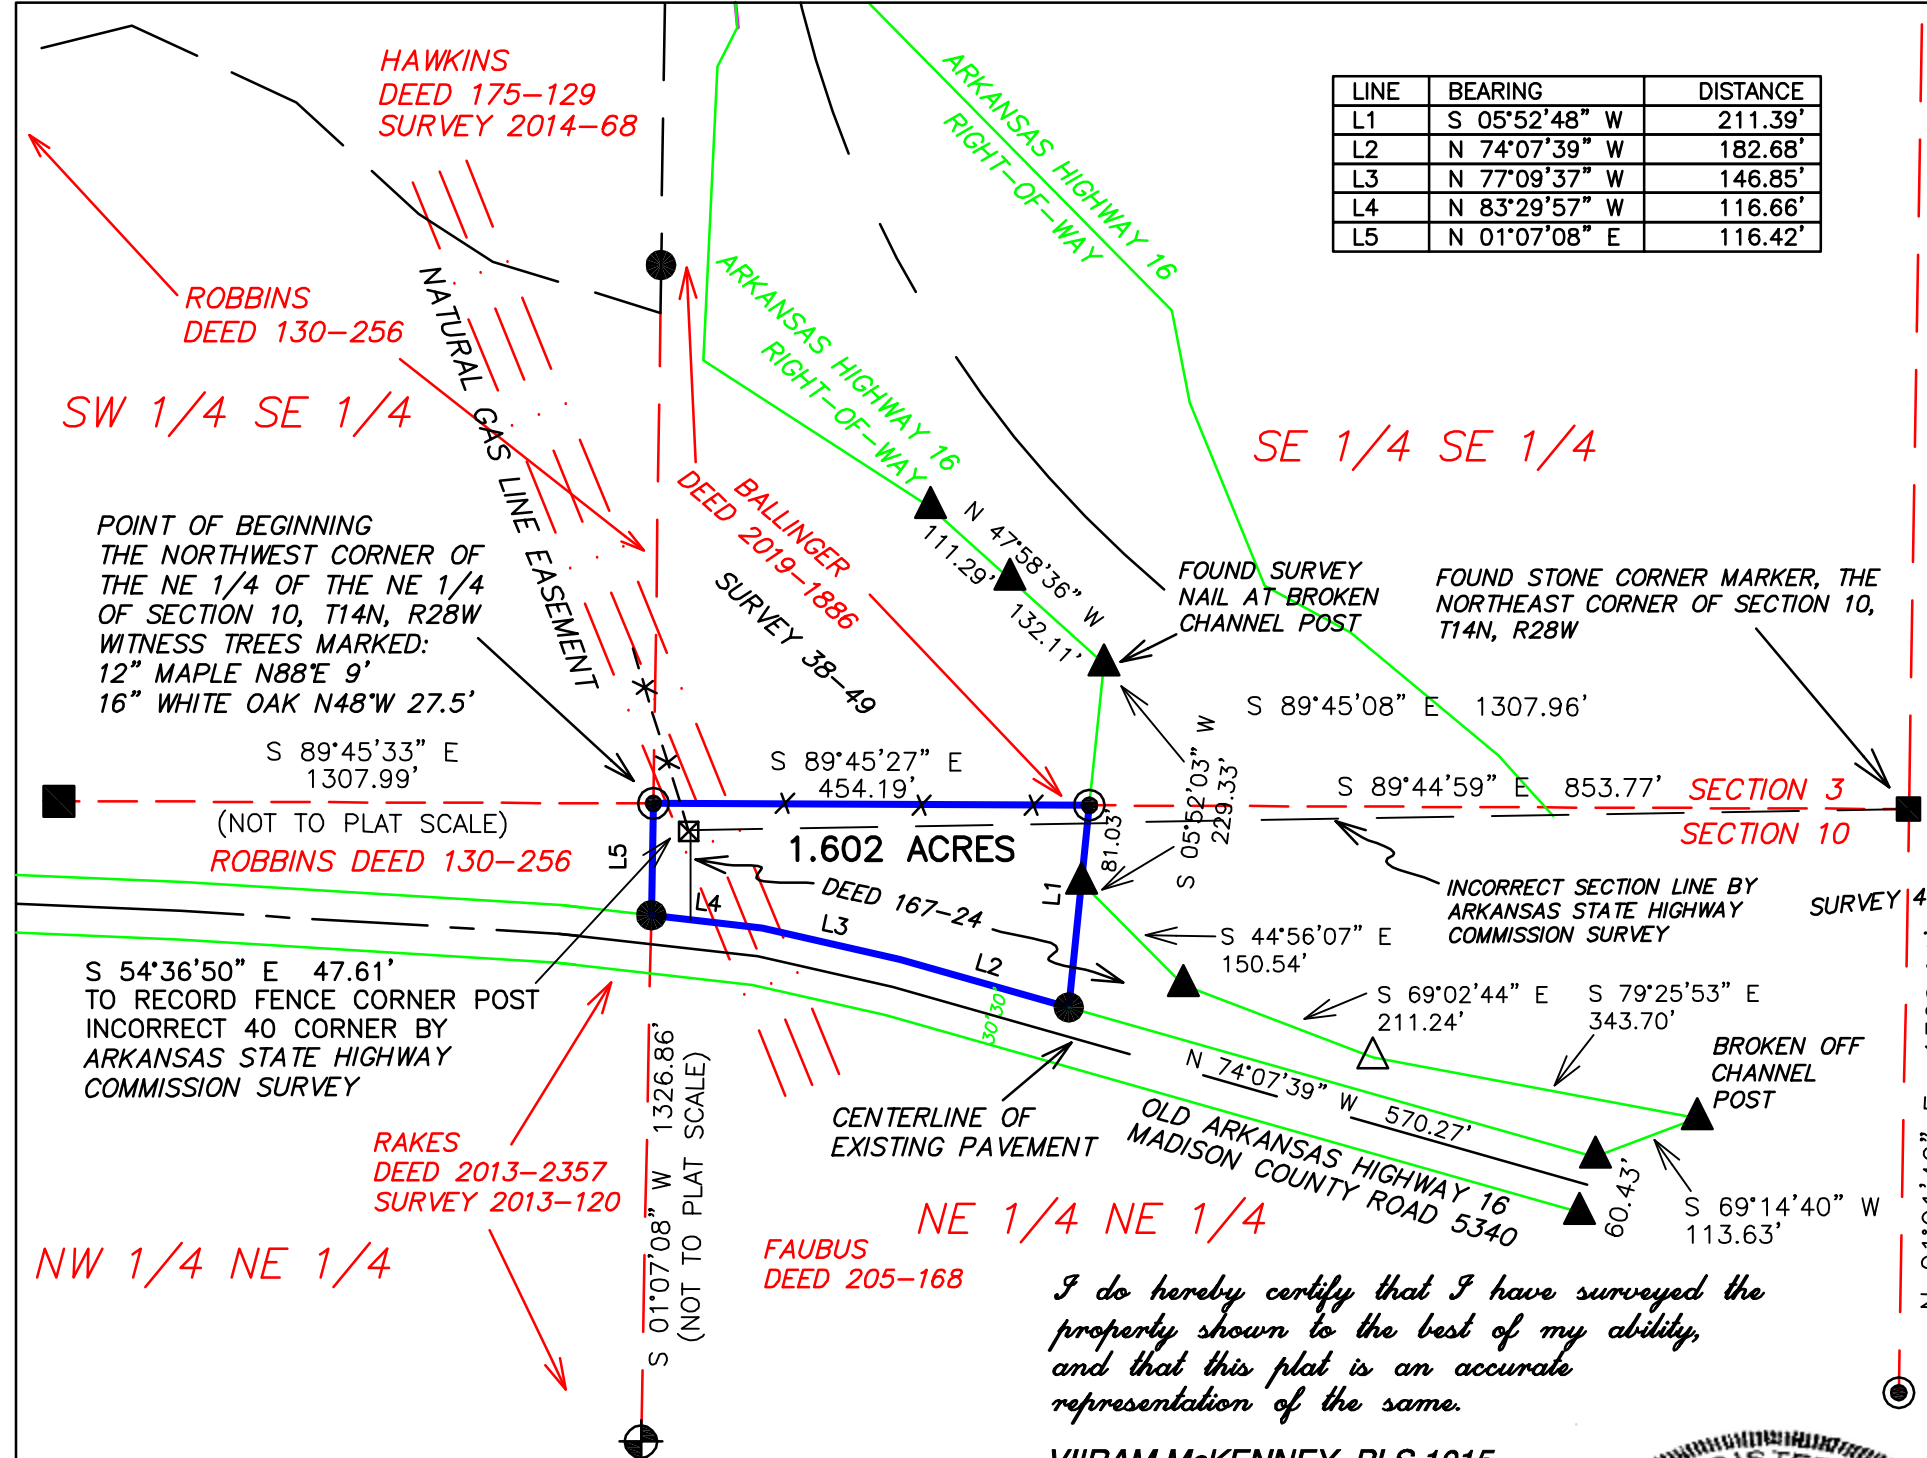 HAWKINS
DEED 175-129
SURVEY 2014-68
ARKANSAS HIGHWAY 16
RIGHT-OF-WAY
LINE BEARING DISTANCE
L1 S 05°52'48" W 211.39'
L2 N 74°07'39" W 182.68'
L3 N 77°09'37" W 146.85'
L4 N 83°29'57" W 116.66'
L5 N 01°07'08" E 116.42'
ROBBINS
DEED 130-256
NATURAL GAS LINE EASEMENT
ARKANSAS HIGHWAY 16
RIGHT-OF-WAY
SW 1/4 SE 1/4
SE 1/4 SE 1/4
BALLINGER
DEED 2019-1886
SURVEY 38-49
N 47°58'36" W
111.29'
132.11'
POINT OF BEGINNING
THE NORTHWEST CORNER OF
THE NE 1/4 OF THE NE 1/4
OF SECTION 10, T14N, R28W
WITNESS TREES MARKED:
12" MAPLE N88°E 9'
16" WHITE OAK N48°W 27.5'
FOUND SURVEY
NAIL AT BROKEN
CHANNEL POST
FOUND STONE CORNER MARKER, THE
NORTHEAST CORNER OF SECTION 10,
T14N, R28W
S 89°45'08" E 1307.96'
S 89°45'33" E
1307.99'
(NOT TO PLAT SCALE)
S 89°45'27" E
454.19'
S 05°52'03" W
229.33'
S 89°44'59" E 853.77'
SECTION 3
SECTION 10
ROBBINS DEED 130-256
1.602 ACRES
81.03'
L5
L4
L3
L2
L1
DEED 167-24
INCORRECT SECTION LINE BY
ARKANSAS STATE HIGHWAY
COMMISSION SURVEY
SURVEY 4
S 44°56'07" E
150.54'
S 54°36'50" E 47.61'
TO RECORD FENCE CORNER POST
INCORRECT 40 CORNER BY
ARKANSAS STATE HIGHWAY
COMMISSION SURVEY
30'
30'
S 69°02'44" E
211.24'
S 79°25'53" E
343.70'
BROKEN OFF
CHANNEL
POST
N 74°07'39" W 570.27'
CENTERLINE OF
EXISTING PAVEMENT
OLD ARKANSAS HIGHWAY 16
MADISON COUNTY ROAD 5340
60.43'
S 69°14'40" W
113.63'
RAKES
DEED 2013-2357
SURVEY 2013-120
S 01°07'08" W 1326.86'
(NOT TO PLAT SCALE)
NW 1/4 NE 1/4
NE 1/4 NE 1/4
FAUBUS
DEED 205-168
I do hereby certify that I have surveyed the
property shown to the best of my ability,
and that this plat is an accurate
representation of the same.
McKENNEY